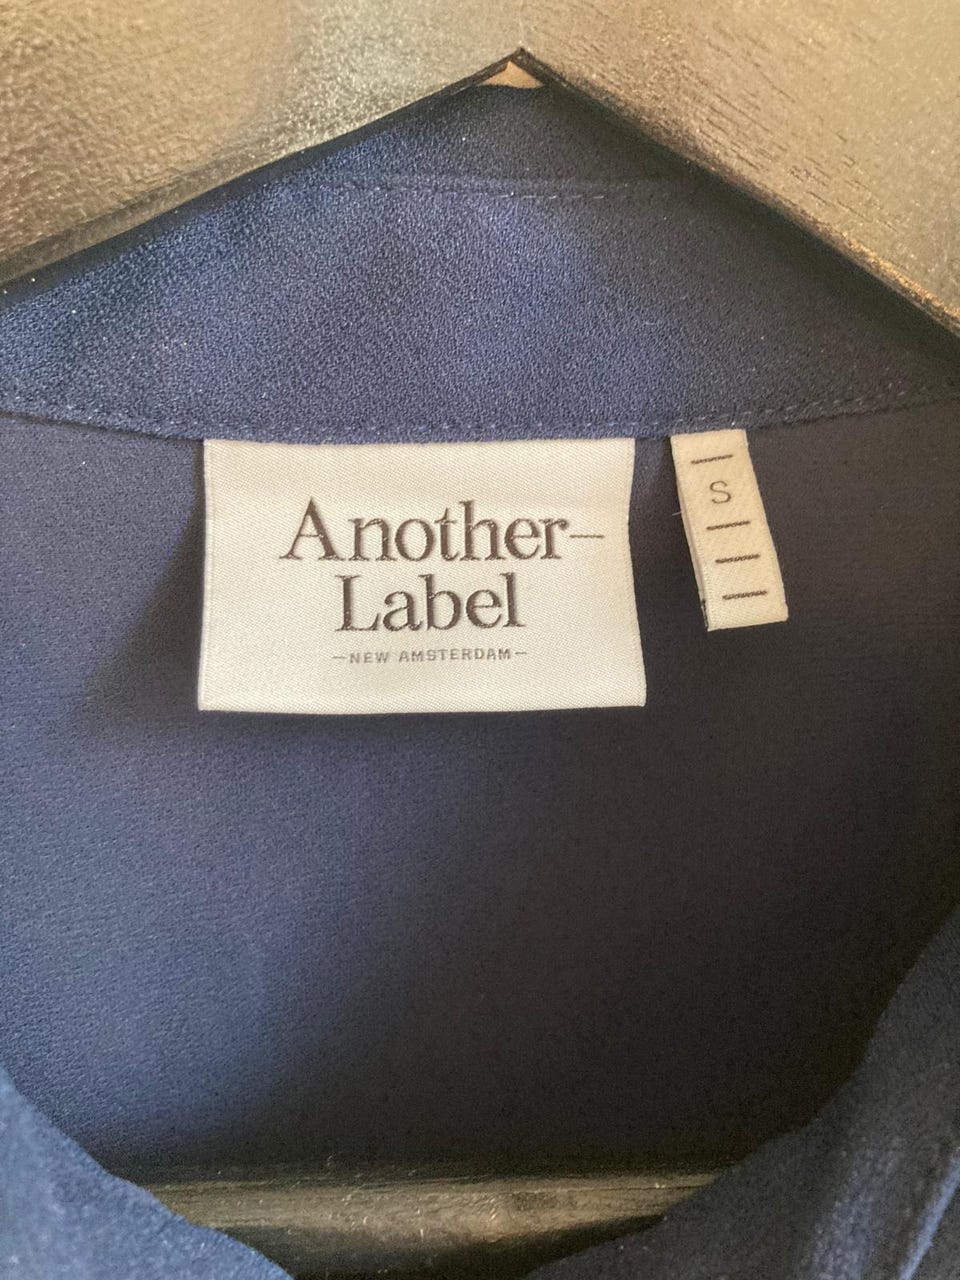 Another–
Label
–NEW AMSTERDAM–
S